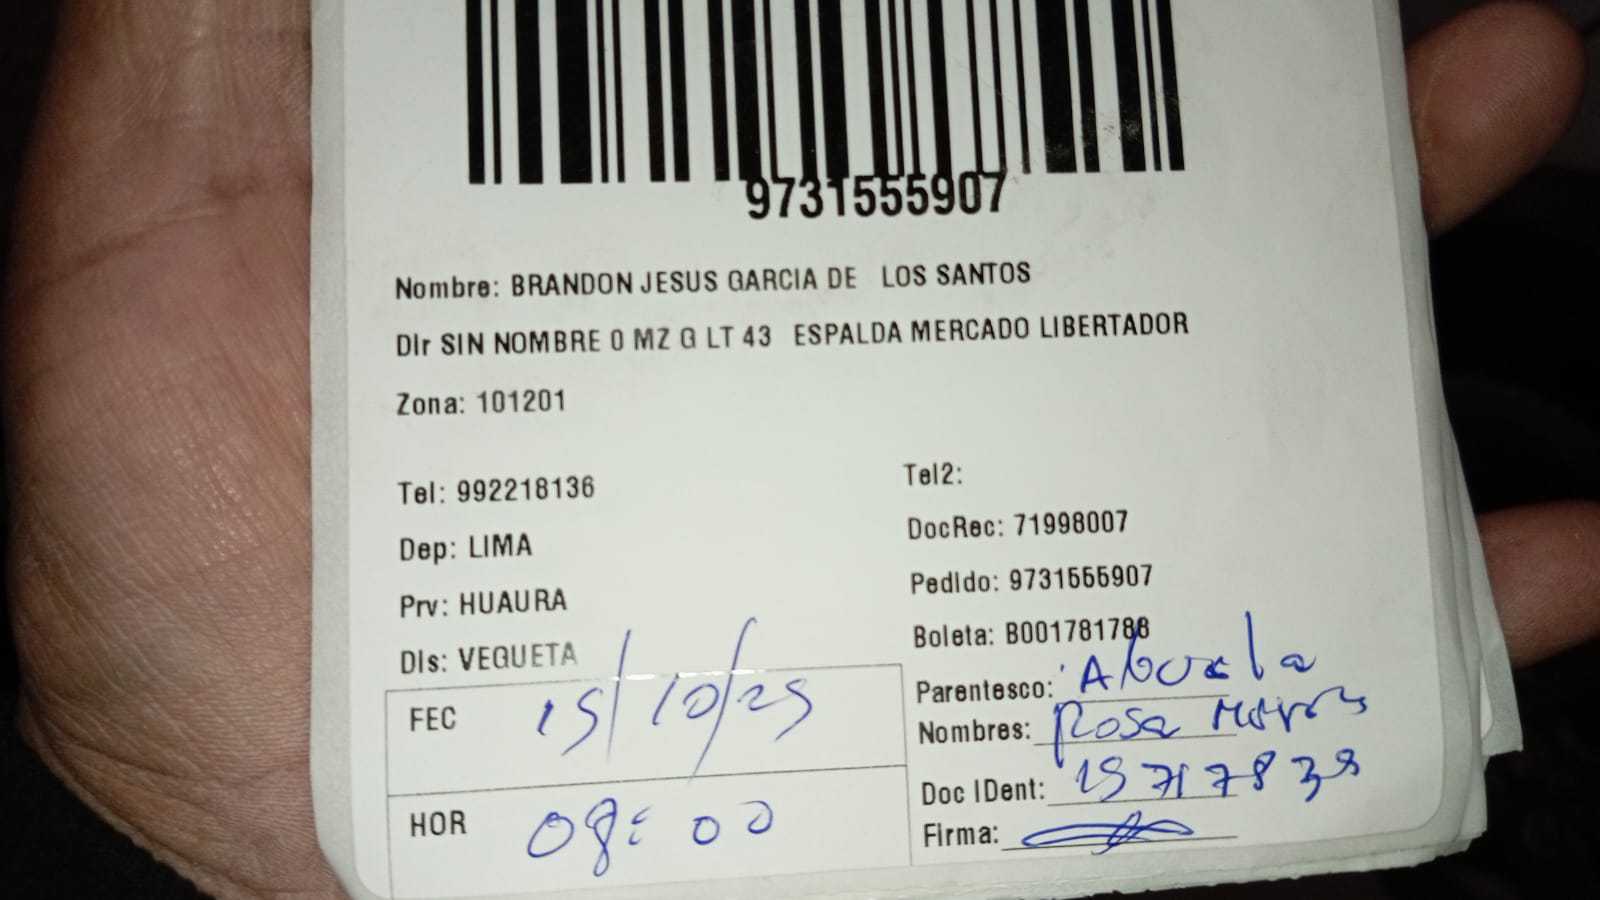 9731555907
Nombre: BRANDON JESUS GARCIA DE LOS SANTOS
Dir SIN NOMBRE 0 MZ G LT 43 ESPALDA MERCADO LIBERTADOR
Zona: 101201
Tel: 992218136
Tel2:
Dep: LIMA
DocRec: 71998007
Prv: HUAURA
Pedido: 9731555907
Dis: VEGUETA
Boleta: B001781788
FEC 15/10/25
Parentesco: Abuela
Nombres: Rosa
HOR 08:00
Doc IDent:
Firma: